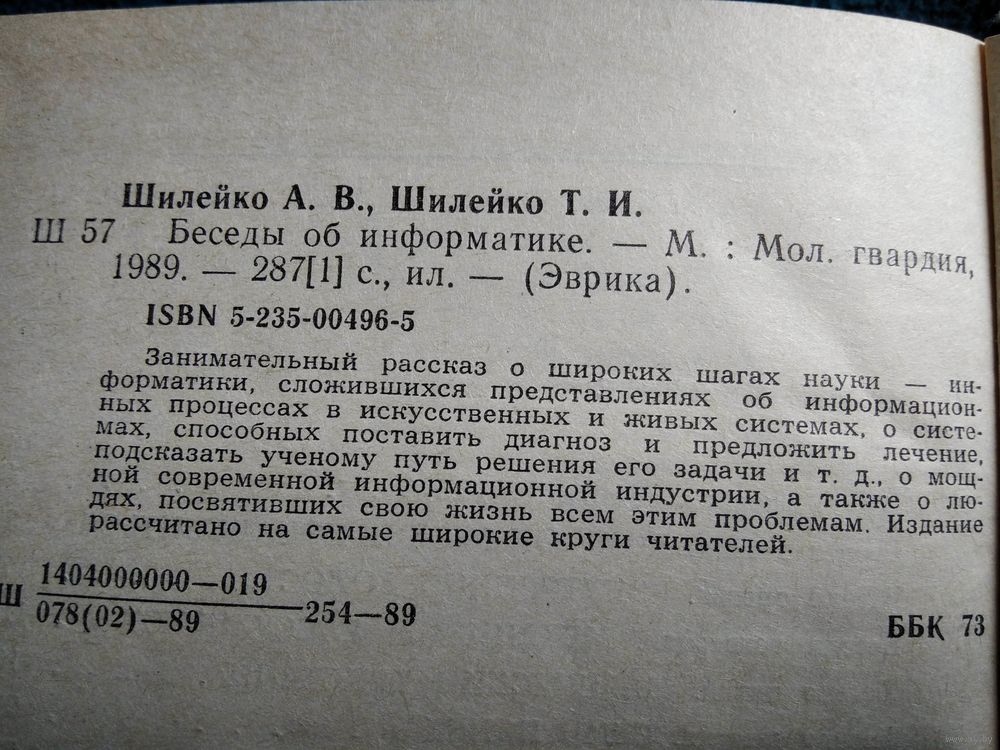 Шилейко А. В., Шилейко Т. И.
Ш 57 Беседы об информатике. — М. : Мол. гвардия,
1989. — 287[1] с., ил. — (Эврика).
ISBN 5-235-00496-5
Занимательный рассказ о широких шагах науки — ин-
форматики, сложившихся представлениях об информацион-
ных процессах в искусственных и живых системах, о систе-
мах, способных поставить диагноз и предложить лечение,
подсказать ученому путь решения его задачи и т. д., о мощ-
ной современной информационной индустрии, а также о лю-
дях, посвятивших свою жизнь всем этим проблемам. Издание
рассчитано на самые широкие круги читателей.
Ш 1404000000—019
078(02)—89 254—89
ББК 73